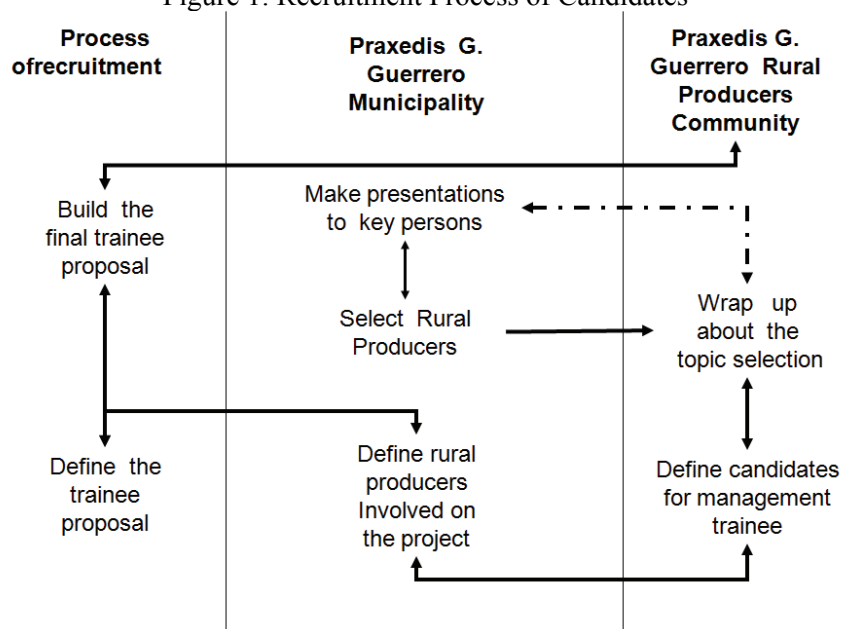 Figure 1. Recruitment Process of Candidates
Process
ofrecruitment
Praxedis G.
Guerrero
Municipality
Praxedis G.
Guerrero Rural
Producers
Community
Build the
final trainee
proposal
Make presentations
to key persons
Select Rural
Producers
Wrap up
about the
topic selection
Define the
trainee
proposal
Define rural
producers
Involved on
the project
Define candidates
for management
trainee